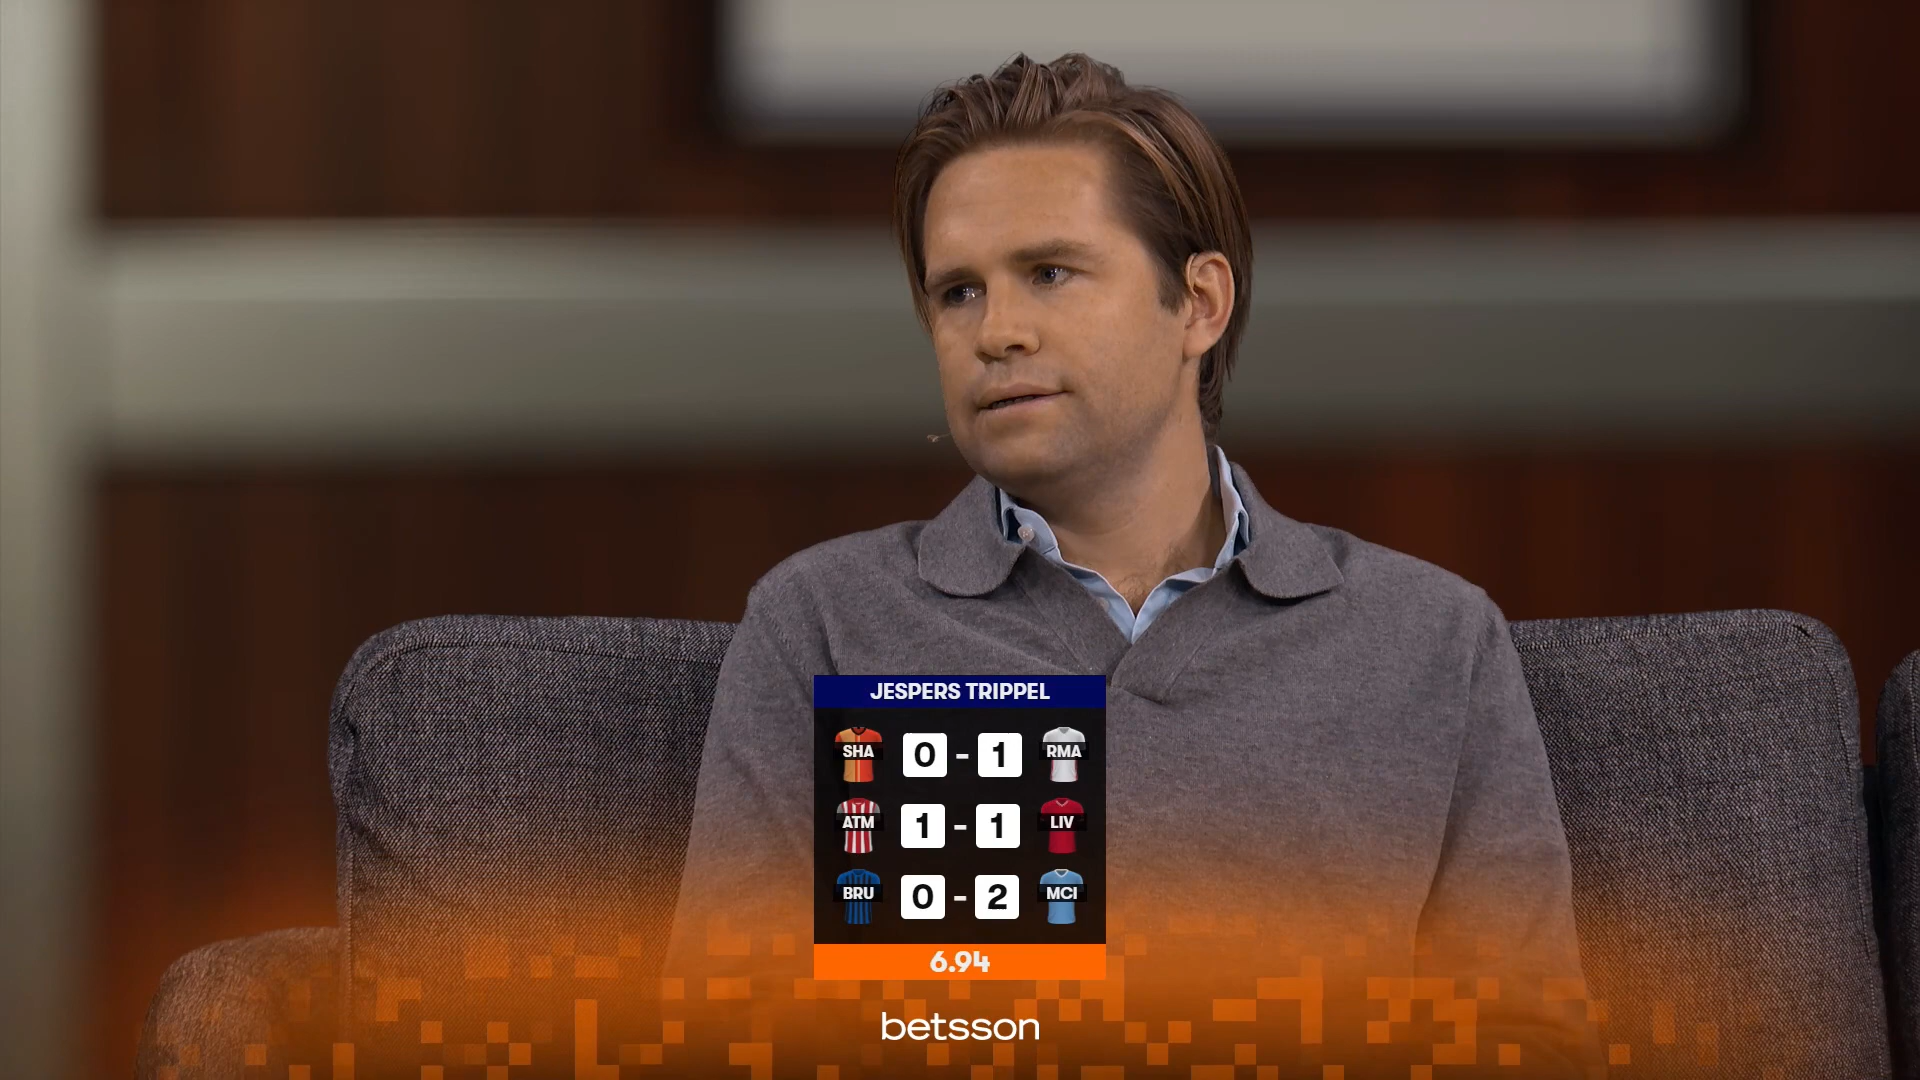 JESPERS TRIPPEL
SHA 0 - 1 RMA
ATM 1 - 1 LIV
BRU 0 - 2 MCI
6.94
betsson